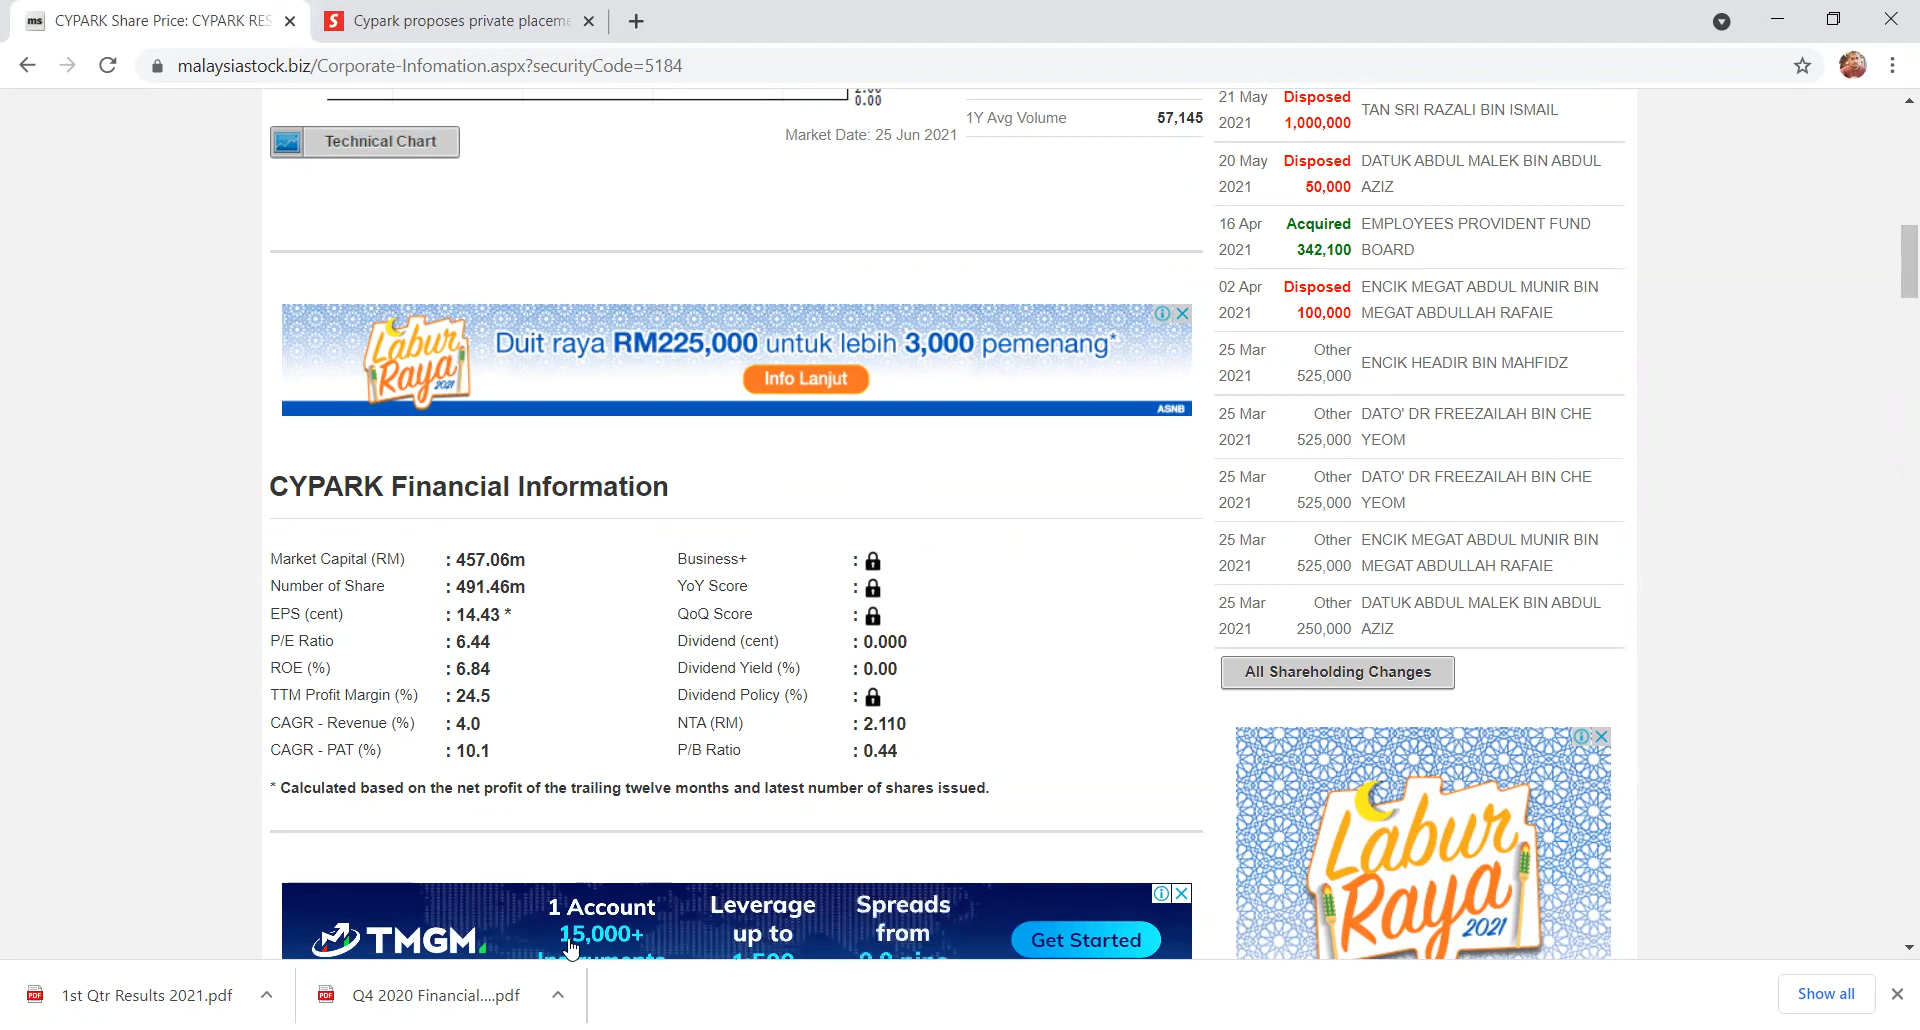 CYPARK Share Price: CYPARK RES
Cypark proposes private placeme
malaysiastock.biz/Corporate-Infomation.aspx?securityCode=5184
0.00
Technical Chart
Market Date: 25 Jun 2021
1Y Avg Volume 57,145
Duit raya RM225,000 untuk lebih 3,000 pemenang*
Info Lanjut
Labur
Raya
2021
ASNB
CYPARK Financial Information
Market Capital (RM) : 457.06m
Number of Share : 491.46m
EPS (cent) : 14.43 *
P/E Ratio : 6.44
ROE (%) : 6.84
TTM Profit Margin (%) : 24.5
CAGR - Revenue (%) : 4.0
CAGR - PAT (%) : 10.1
Business+ :
YoY Score :
QoQ Score :
Dividend (cent) : 0.000
Dividend Yield (%) : 0.00
Dividend Policy (%) :
NTA (RM) : 2.110
P/B Ratio : 0.44
* Calculated based on the net profit of the trailing twelve months and latest number of shares issued.
TMGM
1 Account
15,000+
Leverage
up to
Spreads
from
Get Started
21 May Disposed TAN SRI RAZALI BIN ISMAIL
2021 1,000,000
20 May Disposed DATUK ABDUL MALEK BIN ABDUL
2021 50,000 AZIZ
16 Apr Acquired EMPLOYEES PROVIDENT FUND
2021 342,100 BOARD
02 Apr Disposed ENCIK MEGAT ABDUL MUNIR BIN
2021 100,000 MEGAT ABDULLAH RAFAIE
25 Mar Other ENCIK HEADIR BIN MAHFIDZ
2021 525,000
25 Mar Other DATO' DR FREEZAILAH BIN CHE
2021 525,000 YEOM
25 Mar Other DATO' DR FREEZAILAH BIN CHE
2021 525,000 YEOM
25 Mar Other ENCIK MEGAT ABDUL MUNIR BIN
2021 525,000 MEGAT ABDULLAH RAFAIE
25 Mar Other DATUK ABDUL MALEK BIN ABDUL
2021 250,000 AZIZ
All Shareholding Changes
Labur
Raya
2021
1st Qtr Results 2021.pdf
Q4 2020 Financial....pdf
Show all